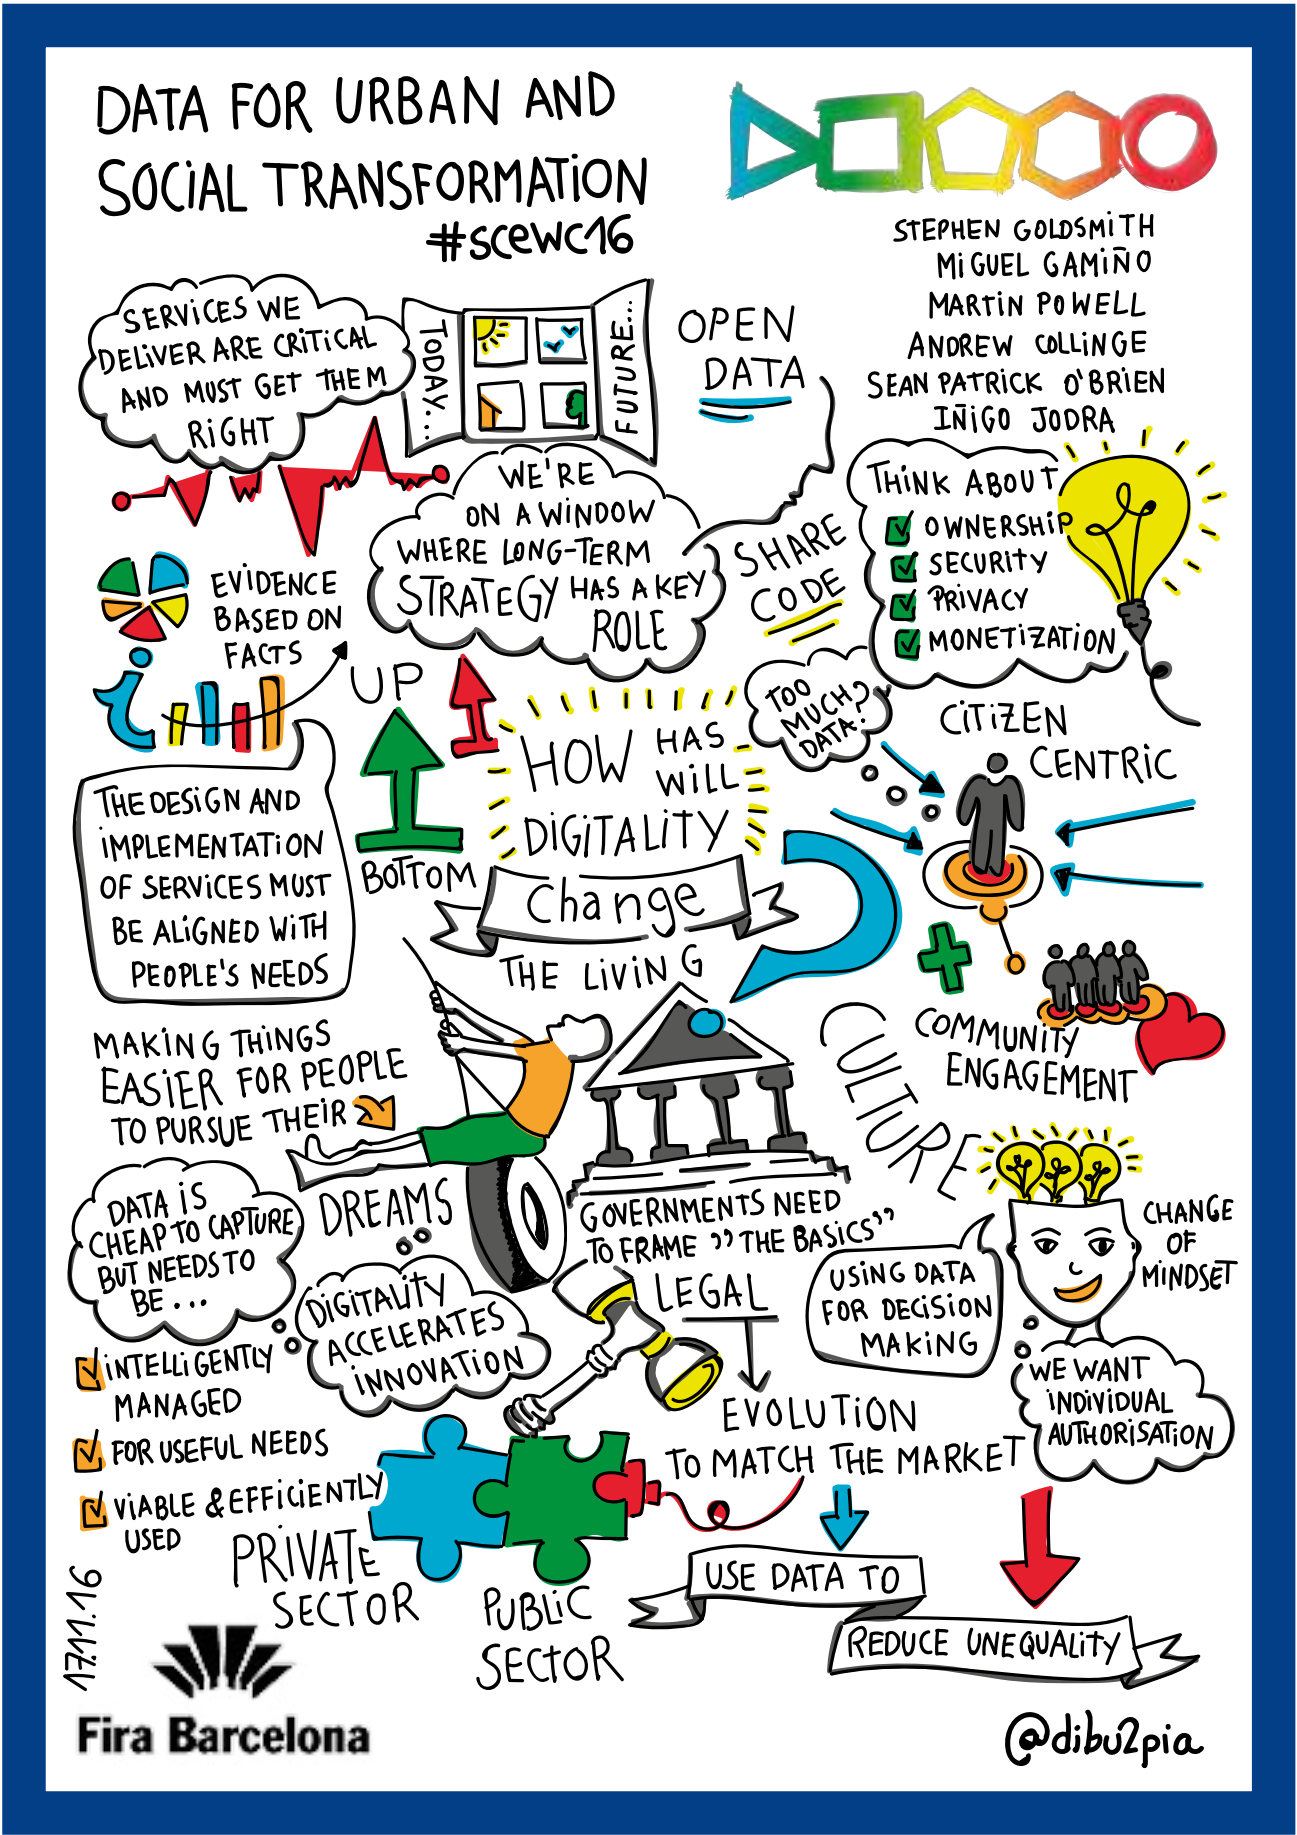 DATA FOR URBAN AND
SOCIAL TRANSFORMATION
#scewc16
STEPHEN GOLDSMITH
MIGUEL GAMIÑO
MARTIN POWELL
ANDREW COLLINGE
SEAN PATRICK O'BRIEN
IÑIGO JODRA
SERVICES WE
DELIVER ARE CRITICAL
AND MUST GET THEM
RIGHT
TODAY...
FUTURE...
OPEN
DATA
WE'RE
ON A WINDOW
WHERE LONG-TERM
STRATEGY HAS A KEY
ROLE
SHARE
CODE
THINK ABOUT
OWNERSHIP
SECURITY
PRIVACY
MONETIZATION
EVIDENCE
BASED ON
FACTS
i
UP
BOTTOM
THE DESIGN AND
IMPLEMENTATION
OF SERVICES MUST
BE ALIGNED WITH
PEOPLE'S NEEDS
HOW HAS
WILL
DIGITALITY
Change
THE LIVING
TOO
MUCH
DATA?
CITIZEN
CENTRIC
COMMUNITY
ENGAGEMENT
CULTURE
MAKING THINGS
EASIER FOR PEOPLE
TO PURSUE THEIR
DREAMS
GOVERNMENTS NEED
TO FRAME ”THE BASICS”
LEGAL
EVOLUTION
TO MATCH THE MARKET
DATA IS
CHEAP TO CAPTURE
BUT NEEDS TO
BE...
INTELLIGENTLY
MANAGED
FOR USEFUL NEEDS
VIABLE & EFFICIENTLY
USED
DIGITALITY
ACCELERATES
INNOVATION
USING DATA
FOR DECISION
MAKING
CHANGE
OF
MINDSET
WE WANT
INDIVIDUAL
AUTHORISATION
PRIVATE
SECTOR
PUBLIC
SECTOR
USE DATA TO
REDUCE UNEQUALITY
17.11.16
Fira Barcelona
@dibu2pia